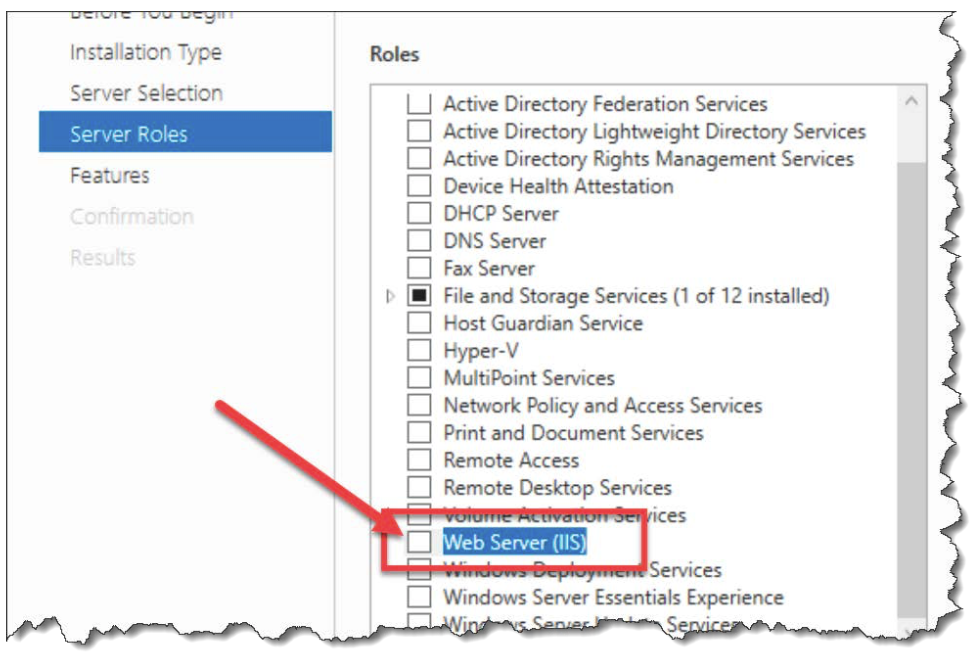 Before You Begin
Installation Type
Server Selection
Server Roles
Features
Confirmation
Results
Roles
Active Directory Federation Services
Active Directory Lightweight Directory Services
Active Directory Rights Management Services
Device Health Attestation
DHCP Server
DNS Server
Fax Server
File and Storage Services (1 of 12 installed)
Host Guardian Service
Hyper-V
MultiPoint Services
Network Policy and Access Services
Print and Document Services
Remote Access
Remote Desktop Services
Volume Activation Services
Web Server (IIS)
Windows Deployment Services
Windows Server Essentials Experience
Windows Server Update Services